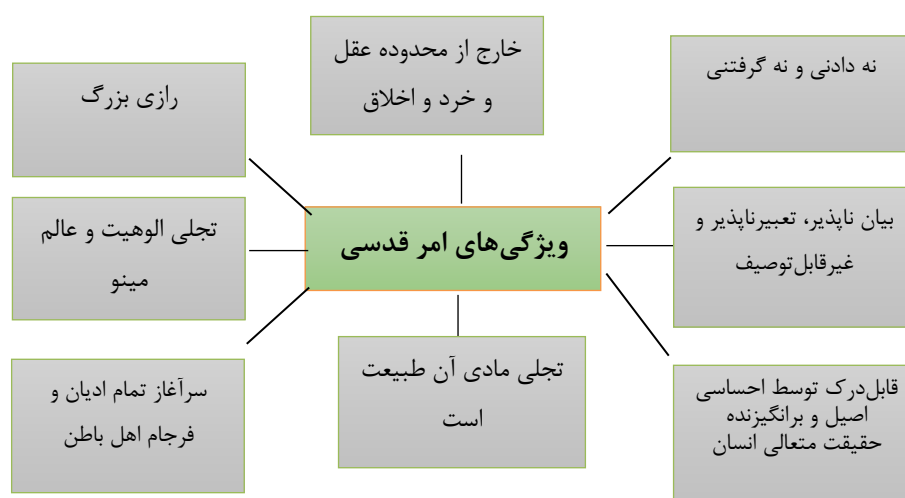 خارج از محدوده عقل
و خرد و اخلاق
نه دادنی و نه گرفتنی
رازی بزرگ
بیان ناپذیر، تعبیرناپذیر و
غیرقابل‌توصیف
ویژگی‌های امر قدسی
تجلی الوهیت و عالم
مینو
قابل‌درک توسط احساسی
اصیل و برانگیزنده
حقیقت متعالی انسان
تجلی مادی آن طبیعت
است
سرآغاز تمام ادیان و
فرجام اهل باطن